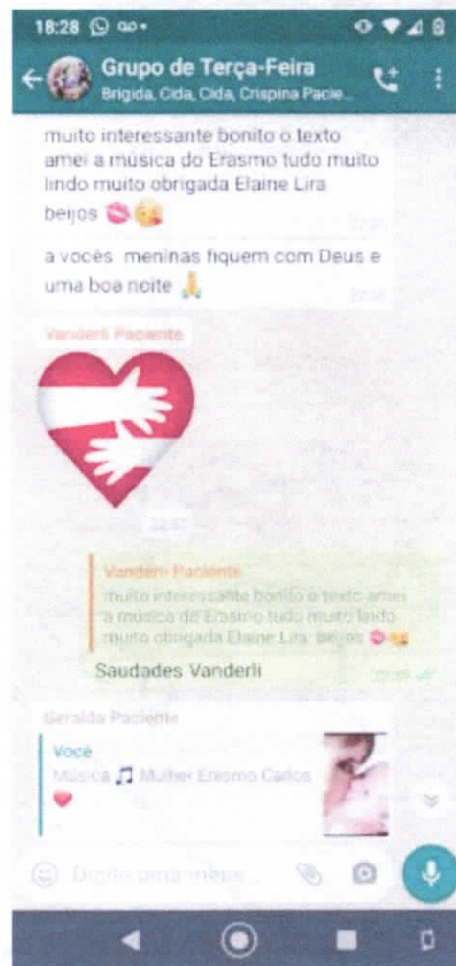 18:28
Grupo de Terça-Feira
Brigida, Cida, Cida, Crispina Pacie...
muito interessante bonito o texto
amei a música do Erasmo tudo muito
lindo muito obrigada Elaine Lira
beijos
a vocês meninas fiquem com Deus e
uma boa noite
Vanderli Paciente
22:37
Vanderli Paciente
muito interessante bonito o texto amei
a música do Erasmo tudo muito lindo
muito obrigada Elaine Lira beijos
Saudades Vanderli
Geralda Paciente
Você
Música Mulher Erasmo Carlos
Digite uma mens...